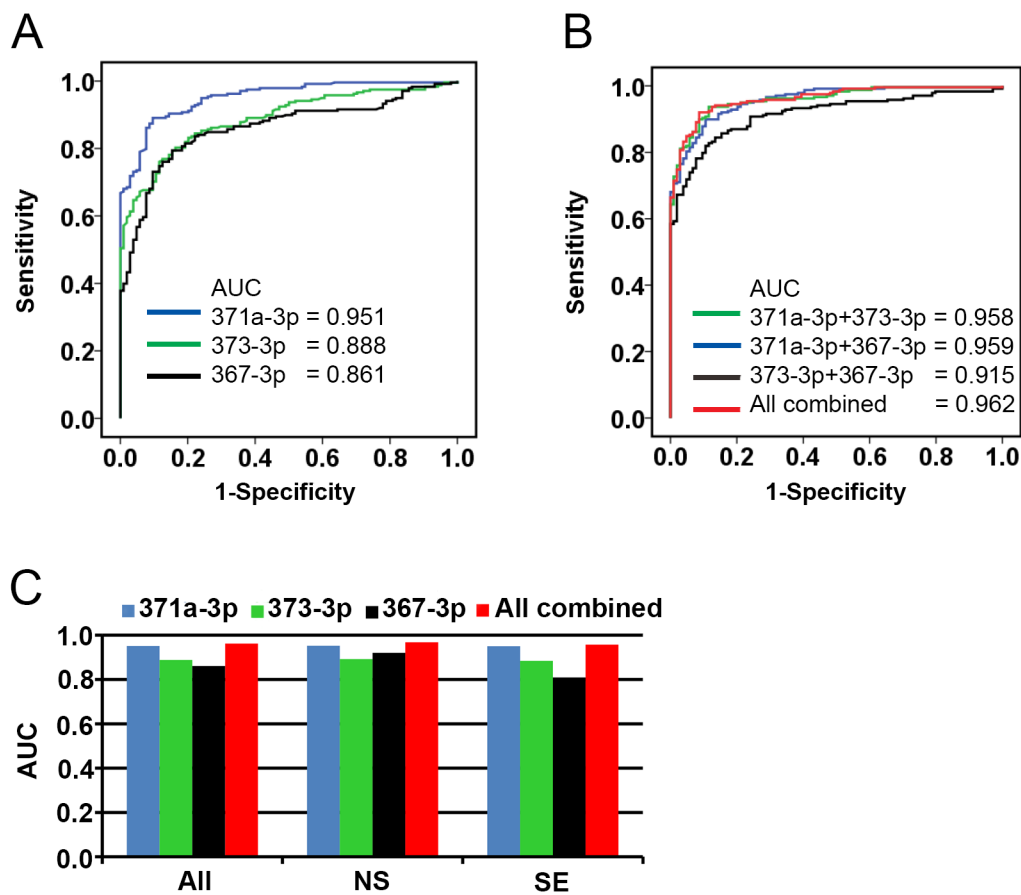 A
1.0
0.8
0.6
0.4
0.2
0.0
Sensitivity
AUC
371a-3p = 0.951
373-3p = 0.888
367-3p = 0.861
0.0 0.2 0.4 0.6 0.8 1.0
1-Specificity
B
1.0
0.8
0.6
0.4
0.2
0.0
Sensitivity
AUC
371a-3p+373-3p = 0.958
371a-3p+367-3p = 0.959
373-3p+367-3p = 0.915
All combined = 0.962
0.0 0.2 0.4 0.6 0.8 1.0
1-Specificity
C
371a-3p 373-3p 367-3p All combined
1.0
0.8
0.6
0.4
0.2
0.0
AUC
All NS SE